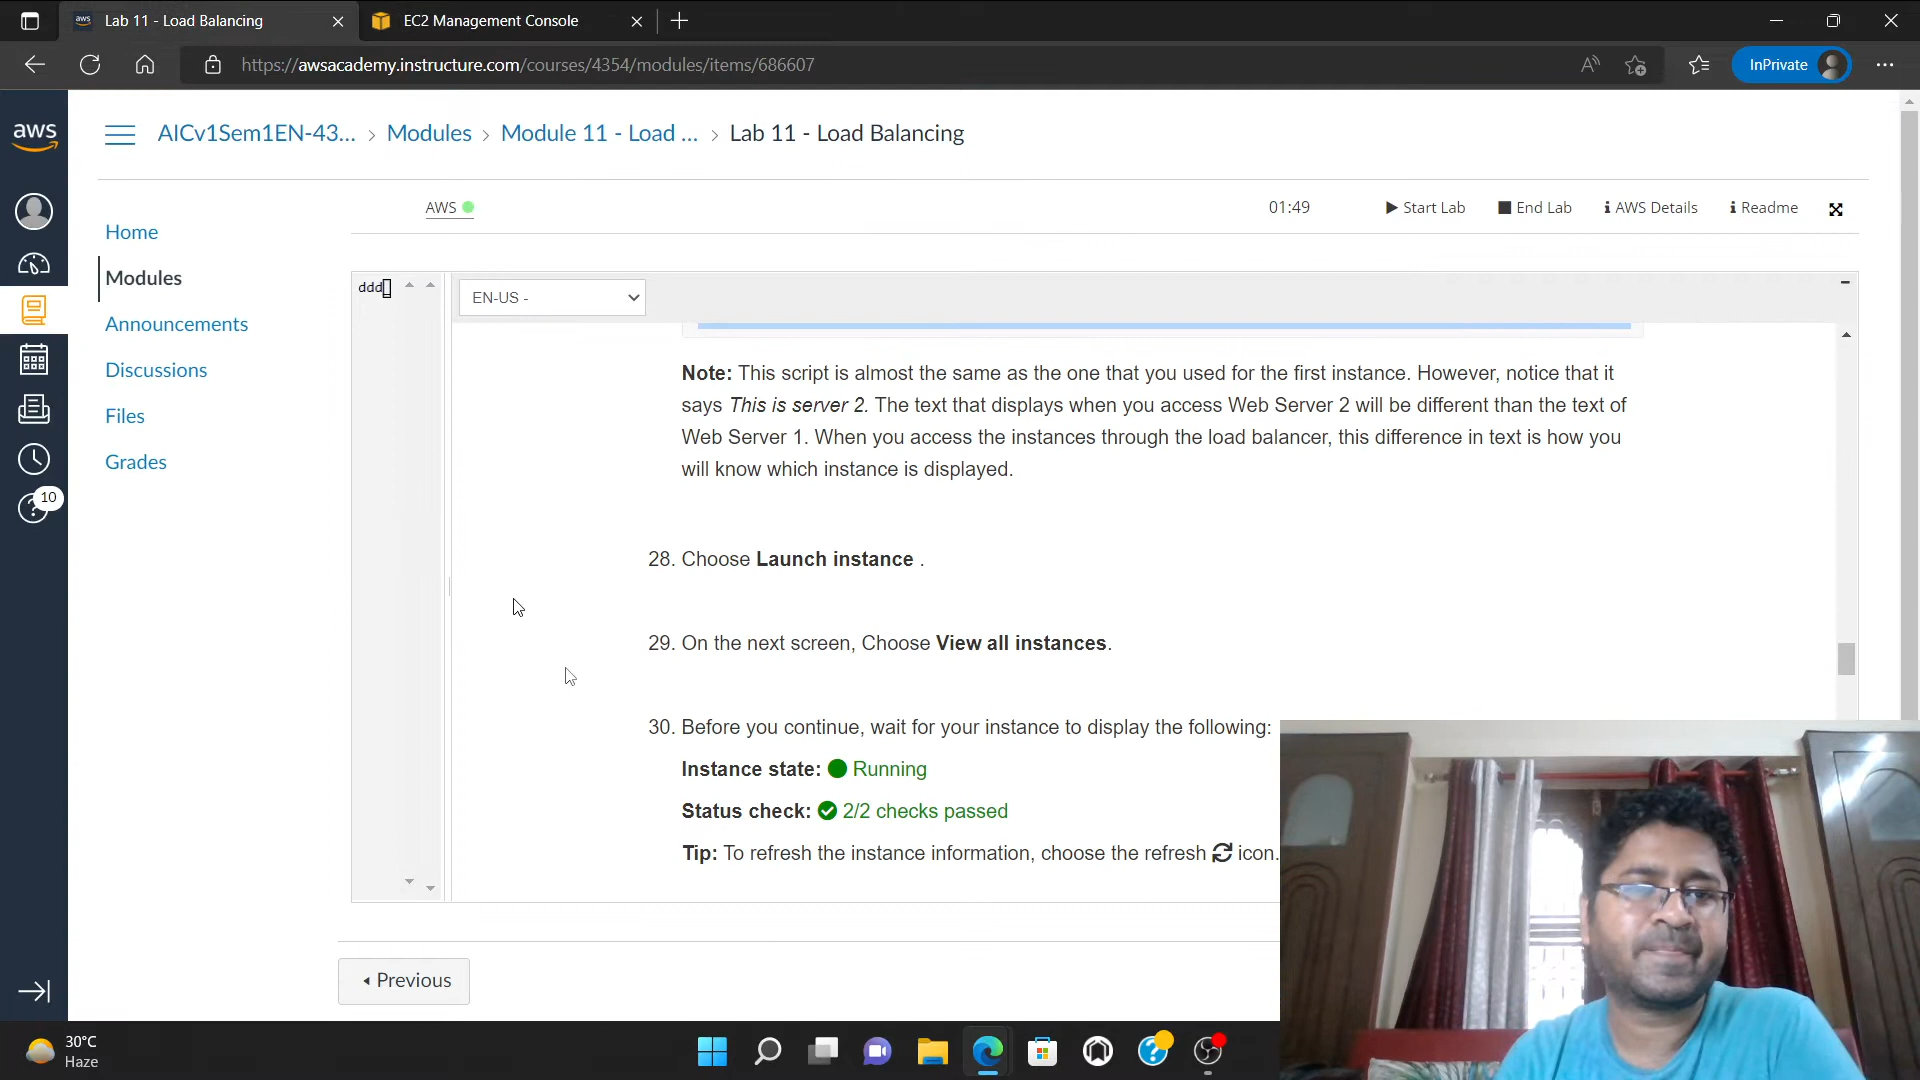 Lab 11 - Load Balancing
EC2 Management Console
https://awsacademy.instructure.com/courses/4354/modules/items/686607
InPrivate
aws
AICv1Sem1EN-43... > Modules > Module 11 - Load ... > Lab 11 - Load Balancing
AWS
01:49
Start Lab
End Lab
AWS Details
Readme
Home
Modules
Announcements
Discussions
Files
Grades
10
ddd
EN-US -
Note: This script is almost the same as the one that you used for the first instance. However, notice that it
says This is server 2. The text that displays when you access Web Server 2 will be different than the text of
Web Server 1. When you access the instances through the load balancer, this difference in text is how you
will know which instance is displayed.
28. Choose Launch instance .
29. On the next screen, Choose View all instances.
30. Before you continue, wait for your instance to display the following:
Instance state: Running
Status check: 2/2 checks passed
Tip: To refresh the instance information, choose the refresh icon.
Previous
30°C
Haze